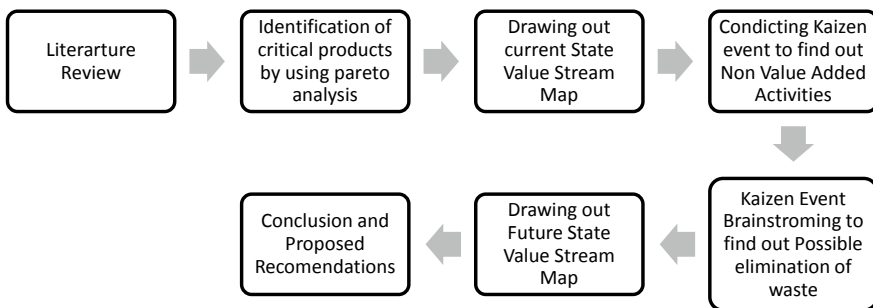 Literarture
Review
Identification of
critical products
by using pareto
analysis
Drawing out
current State
Value Stream
Map
Condicting Kaizen
event to find out
Non Value Added
Activities
Kaizen Event
Brainstroming to
find out Possible
elimination of
waste
Drawing out
Future State
Value Stream
Map
Conclusion and
Proposed
Recomendations